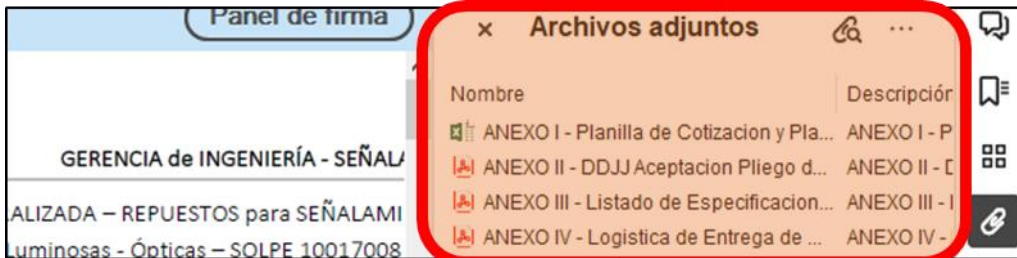 Panel de firma
GERENCIA de INGENIERÍA - SEÑALA
ALIZADA – REPUESTOS para SEÑALAMI
Luminosas - Ópticas – SOLPE 10017008
Archivos adjuntos
Nombre Descripción
ANEXO I - Planilla de Cotizacion y Pla... ANEXO I - P
ANEXO II - DDJJ Aceptacion Pliego d... ANEXO II - D
ANEXO III - Listado de Especificacion... ANEXO III -
ANEXO IV - Logistica de Entrega de ... ANEXO IV -